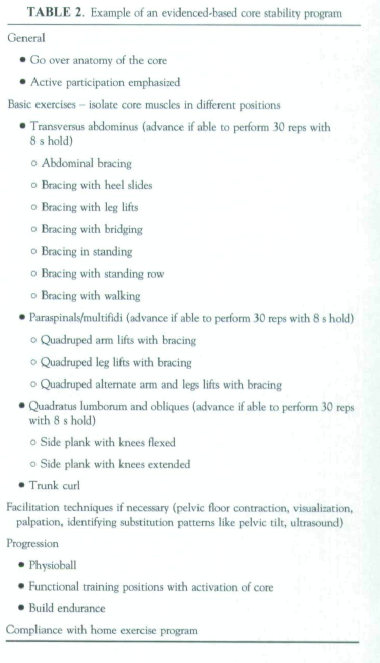 TABLE 2. Example of an evidenced-based core stability program
General
• Go over anatomy of the core
• Active participation emphasized
Basic exercises – isolate core muscles in different positions
• Transversus abdominus (advance if able to perform 30 reps with
8 s hold)
○ Abdominal bracing
○ Bracing with heel slides
○ Bracing with leg lifts
○ Bracing with bridging
○ Bracing in standing
○ Bracing with standing row
○ Bracing with walking
• Paraspinals/multifidi (advance if able to perform 30 reps with 8 s hold)
○ Quadruped arm lifts with bracing
○ Quadruped leg lifts with bracing
○ Quadruped alternate arm and legs lifts with bracing
• Quadratus lumborum and obliques (advance if able to perform 30 reps
with 8 s hold)
○ Side plank with knees flexed
○ Side plank with knees extended
• Trunk curl
Facilitation techniques if necessary (pelvic floor contraction, visualization,
palpation, identifying substitution patterns like pelvic tilt, ultrasound)
Progression
• Physioball
• Functional training positions with activation of core
• Build endurance
Compliance with home exercise program